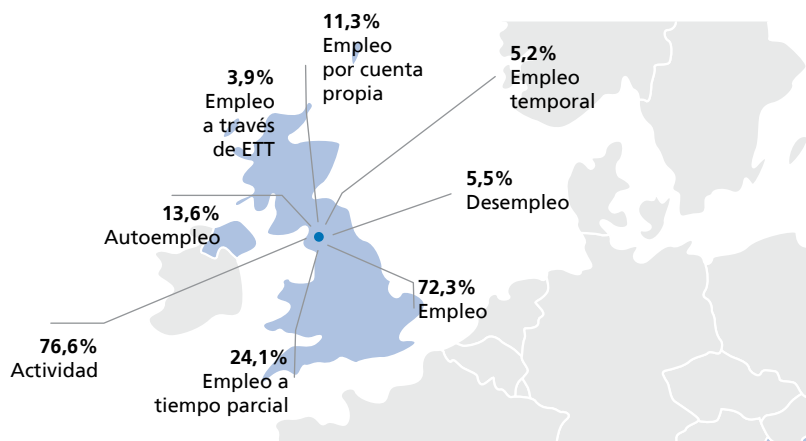 11,3%
Empleo
por cuenta
propia
5,2%
Empleo
temporal
3,9%
Empleo
a través
de ETT
5,5%
Desempleo
13,6%
Autoempleo
72,3%
Empleo
76,6%
Actividad
24,1%
Empleo a
tiempo parcial